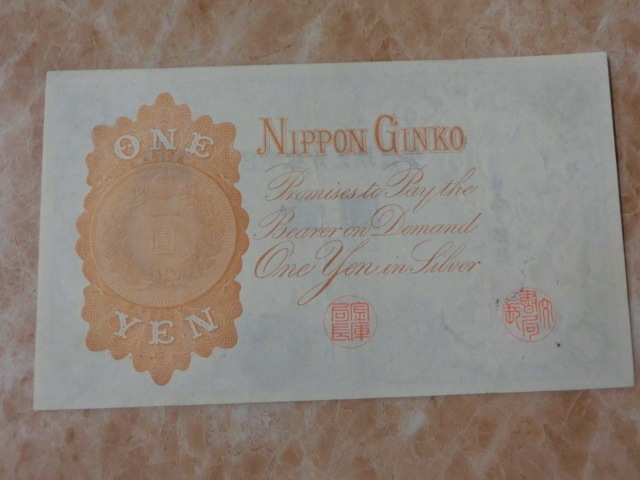 ONE
YEN
NIPPON GINKO
Promises to Pay the
Bearer on Demand
One Yen in Silver